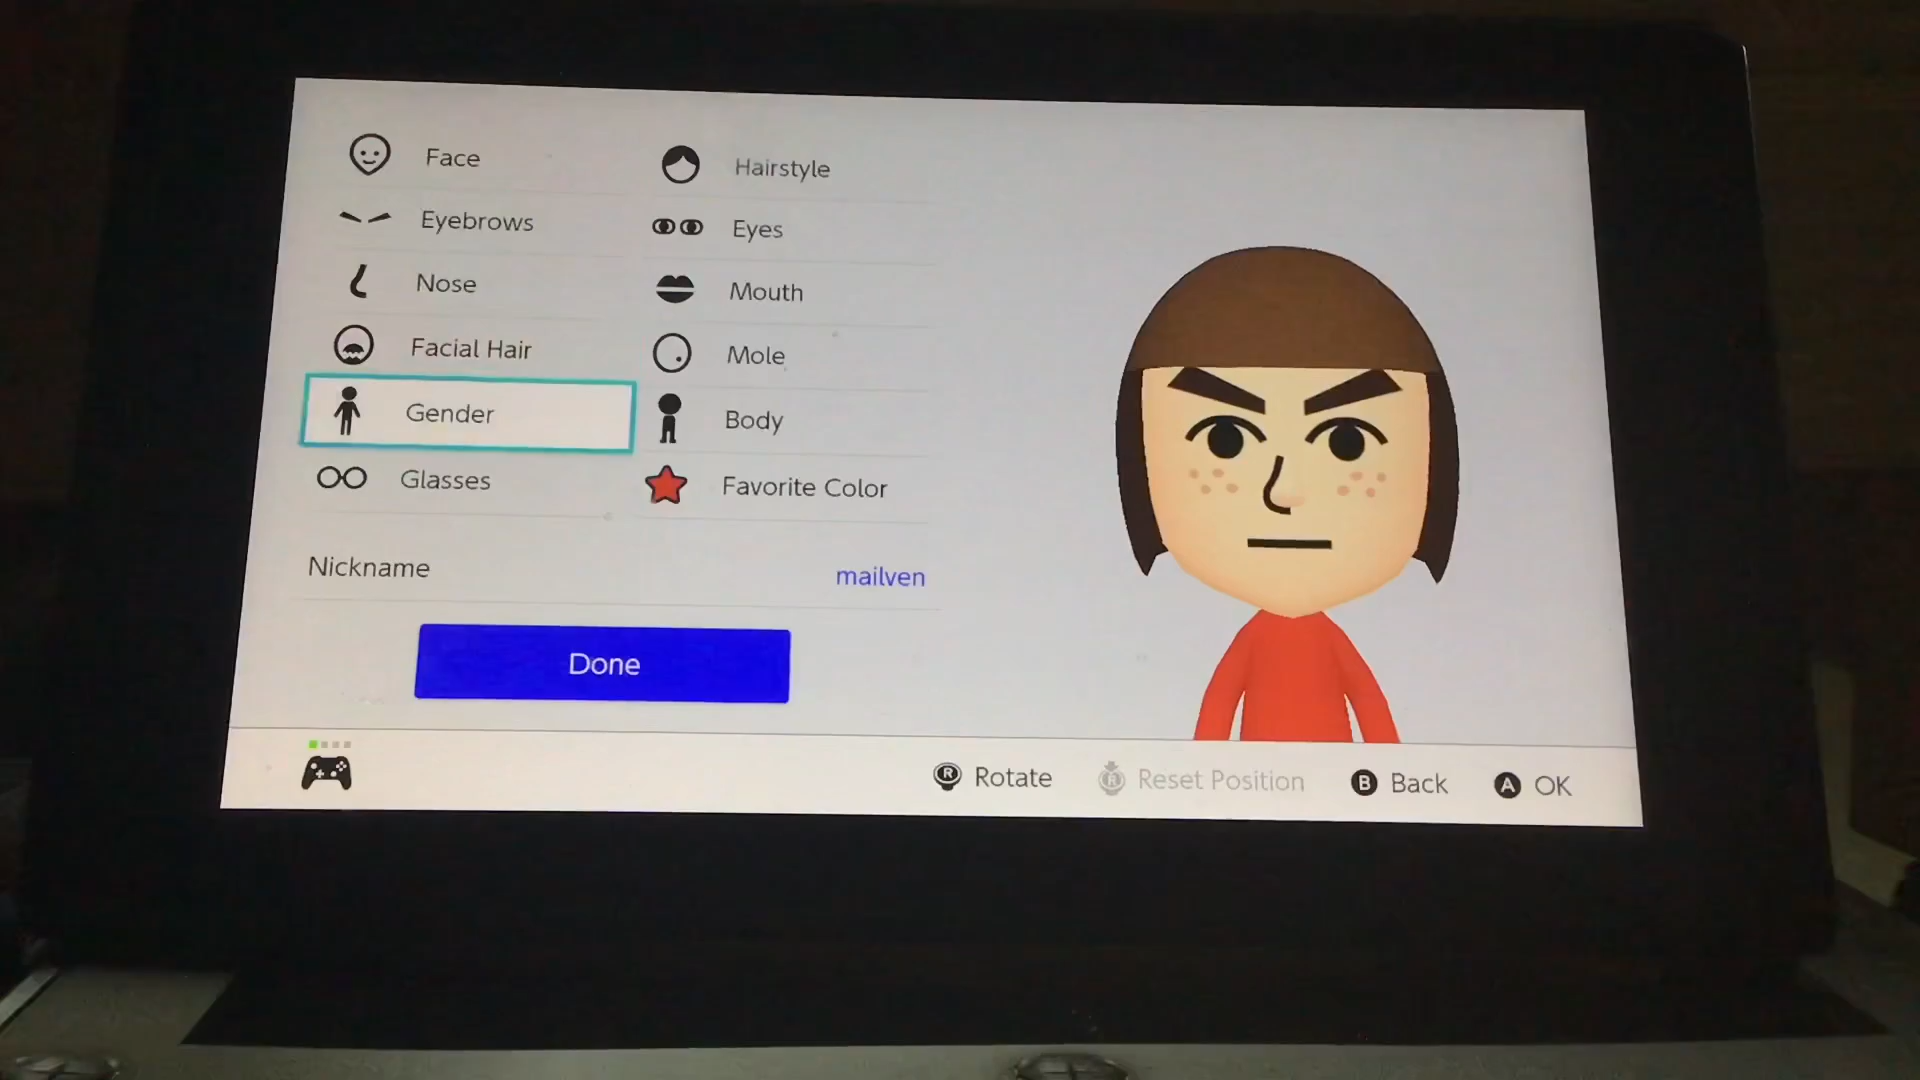 Face
Hairstyle
Eyebrows
Eyes
Nose
Mouth
Facial Hair
Mole
Gender
Body
Glasses
Favorite Color
Nickname
mailven
Done
R Rotate
R Reset Position
B Back
A OK